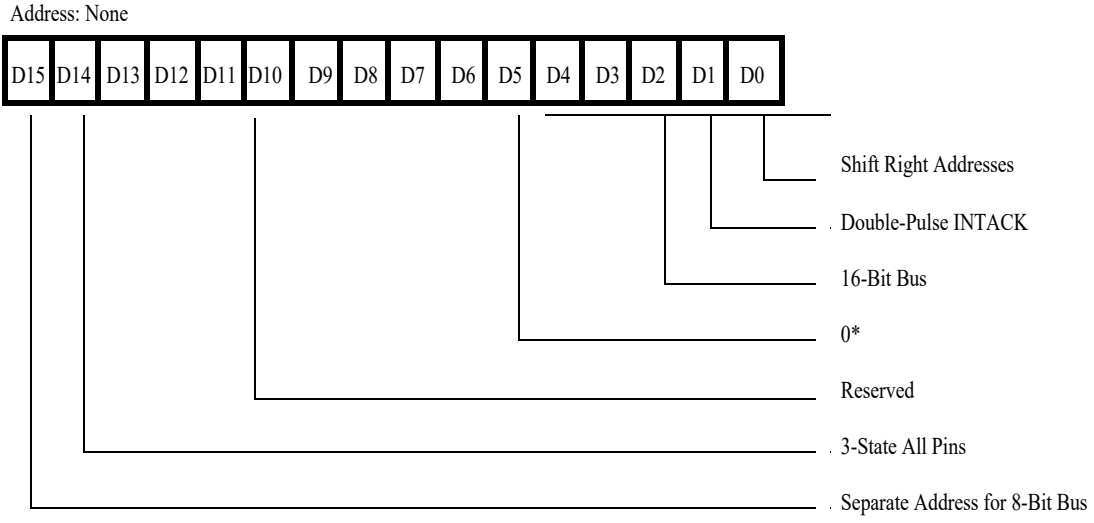 Address: None
D15 D14 D13 D12 D11 D10 D9 D8 D7 D6 D5 D4 D3 D2 D1 D0
Shift Right Addresses
Double-Pulse INTACK
16-Bit Bus
0*
Reserved
3-State All Pins
Separate Address for 8-Bit Bus